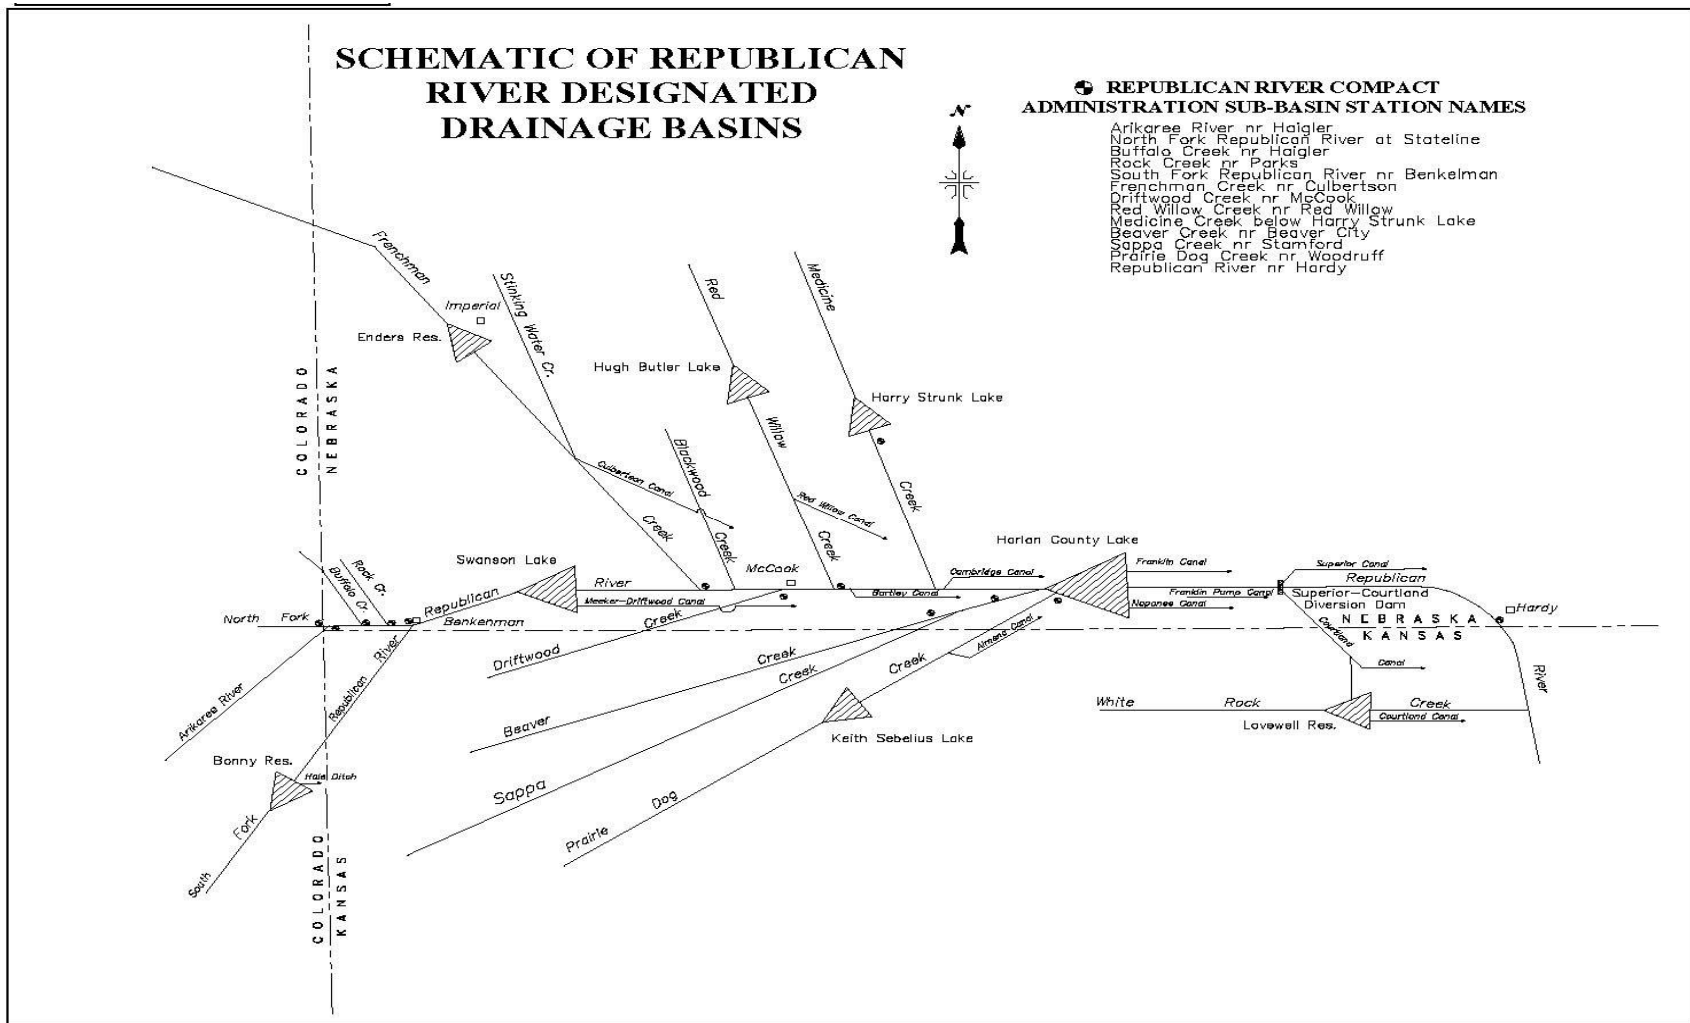 SCHEMATIC OF REPUBLICAN
RIVER DESIGNATED
DRAINAGE BASINS
N
REPUBLICAN RIVER COMPACT
ADMINISTRATION SUB-BASIN STATION NAMES
Arikaree River nr Haigler
North Fork Republican River at Stateline
Buffalo Creek nr Haigler
Rock Creek nr Parks
South Fork Republican River nr Benkelman
Frenchman Creek nr Culbertson
Driftwood Creek nr McCook
Red Willow Creek nr Red Willow
Medicine Creek below Harry Strunk Lake
Beaver Creek nr Beaver City
Sappa Creek nr Stamford
Prairie Dog Creek nr Woodruff
Republican River nr Hardy
Frenchman
Creek
Imperial
Enders Res.
Stinking Water Cr.
Culbertson Canal
Blackwood
Creek
Red
Willow
Creek
Hugh Butler Lake
Red Willow Canal
Medicine
Creek
Harry Strunk Lake
COLORADO
NEBRASKA
Rock Cr.
Buffalo Cr.
North Fork
Republican
River
Swanson Lake
Benkenman
Meeker-Driftwood Canal
McCook
Bartley Canal
Cambridge Canal
Harlan County Lake
Franklin Canal
Franklin Pump Canal
Naponee Canal
Superior Canal
Republican
Superior-Courtland
Diversion Dam
Hardy
NEBRASKA
KANSAS
Courtland
Canal
River
White Rock Creek
Lovewell Res.
Courtland Canal
Arikaree River
South Fork
Republican
River
Bonny Res.
Hale Ditch
COLORADO
KANSAS
Driftwood
Creek
Beaver
Creek
Sappa
Creek
Prairie
Dog
Creek
Keith Sebelius Lake
Almena Canal